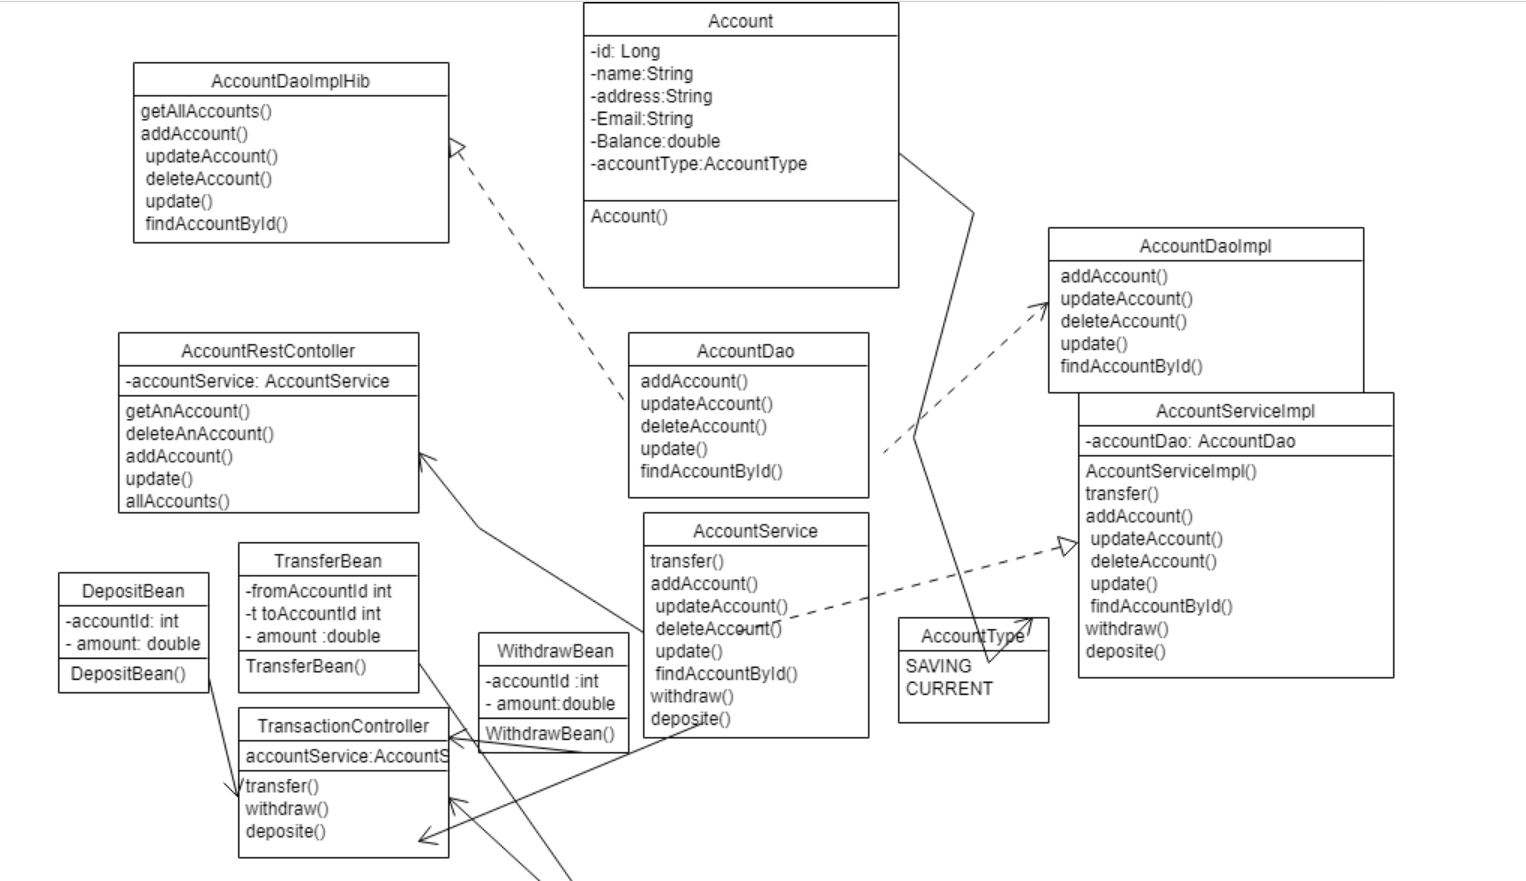 Account
-id: Long
-name:String
-address:String
-Email:String
-Balance:double
-accountType:AccountType
Account()
AccountDaoImplHib
getAllAccounts()
addAccount()
updateAccount()
deleteAccount()
update()
findAccountById()
AccountDaoImpl
addAccount()
updateAccount()
deleteAccount()
update()
findAccountById()
AccountRestContoller
-accountService: AccountService
getAnAccount()
deleteAnAccount()
addAccount()
update()
allAccounts()
AccountDao
addAccount()
updateAccount()
deleteAccount()
update()
findAccountById()
AccountServiceImpl
-accountDao: AccountDao
AccountServiceImpl()
transfer()
addAccount()
updateAccount()
deleteAccount()
update()
findAccountById()
withdraw()
deposite()
AccountService
transfer()
addAccount()
updateAccount()
deleteAccount()
update()
findAccountById()
withdraw()
deposite()
TransferBean
-fromAccountId int
-t toAccountId int
- amount :double
TransferBean()
DepositBean
-accountId: int
- amount: double
DepositBean()
WithdrawBean
-accountId :int
- amount:double
WithdrawBean()
AccountType
SAVING
CURRENT
TransactionController
accountService:AccountS
transfer()
withdraw()
deposite()